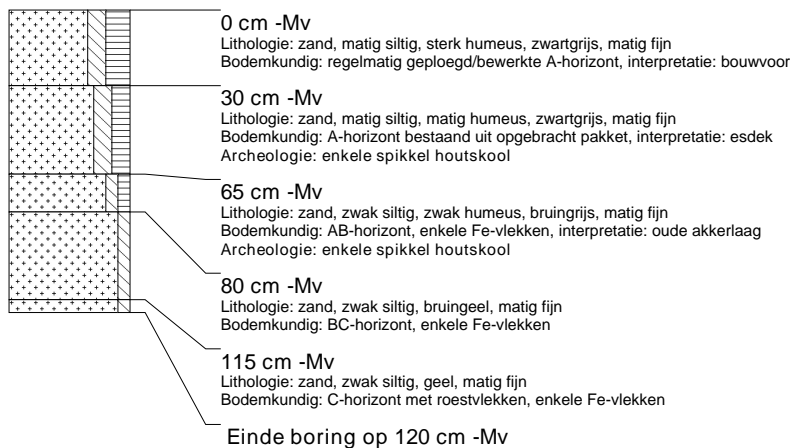 0 cm -Mv
Lithologie: zand, matig siltig, sterk humeus, zwartgrijs, matig fijn
Bodemkundig: regelmatig geploegd/bewerkte A-horizont, interpretatie: bouwvoor
30 cm -Mv
Lithologie: zand, matig siltig, matig humeus, zwartgrijs, matig fijn
Bodemkundig: A-horizont bestaand uit opgebracht pakket, interpretatie: esdek
Archeologie: enkele spikkel houtskool
65 cm -Mv
Lithologie: zand, zwak siltig, zwak humeus, bruingrijs, matig fijn
Bodemkundig: AB-horizont, enkele Fe-vlekken, interpretatie: oude akkerlaag
Archeologie: enkele spikkel houtskool
80 cm -Mv
Lithologie: zand, zwak siltig, bruingeel, matig fijn
Bodemkundig: BC-horizont, enkele Fe-vlekken
115 cm -Mv
Lithologie: zand, zwak siltig, geel, matig fijn
Bodemkundig: C-horizont met roestvlekken, enkele Fe-vlekken
Einde boring op 120 cm -Mv